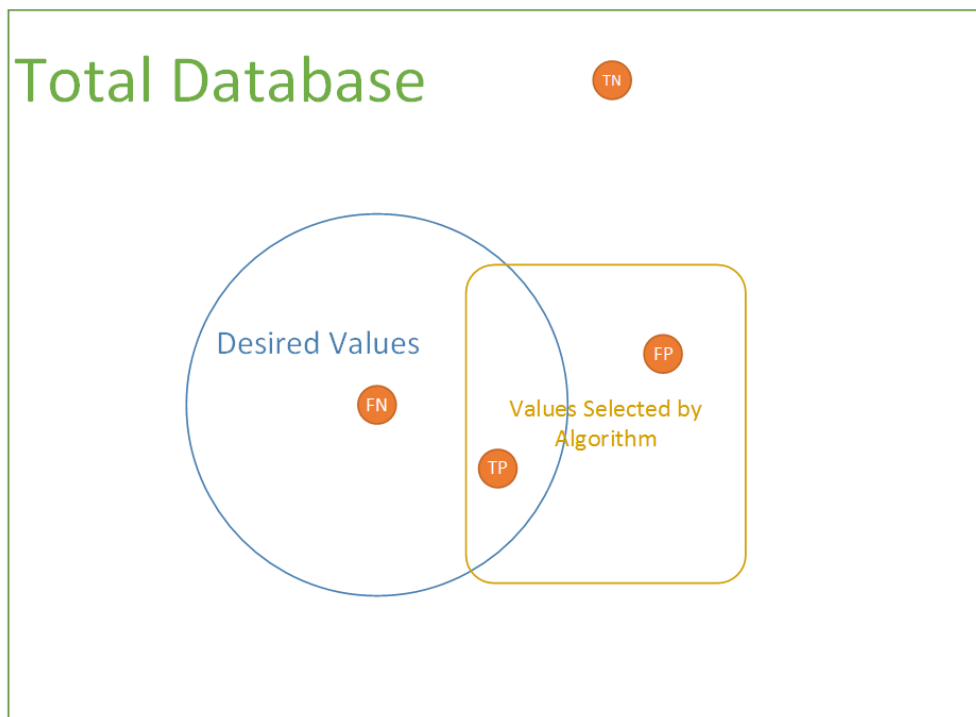 Total Database
TN
Desired Values
FP
FN
Values Selected by
Algorithm
TP